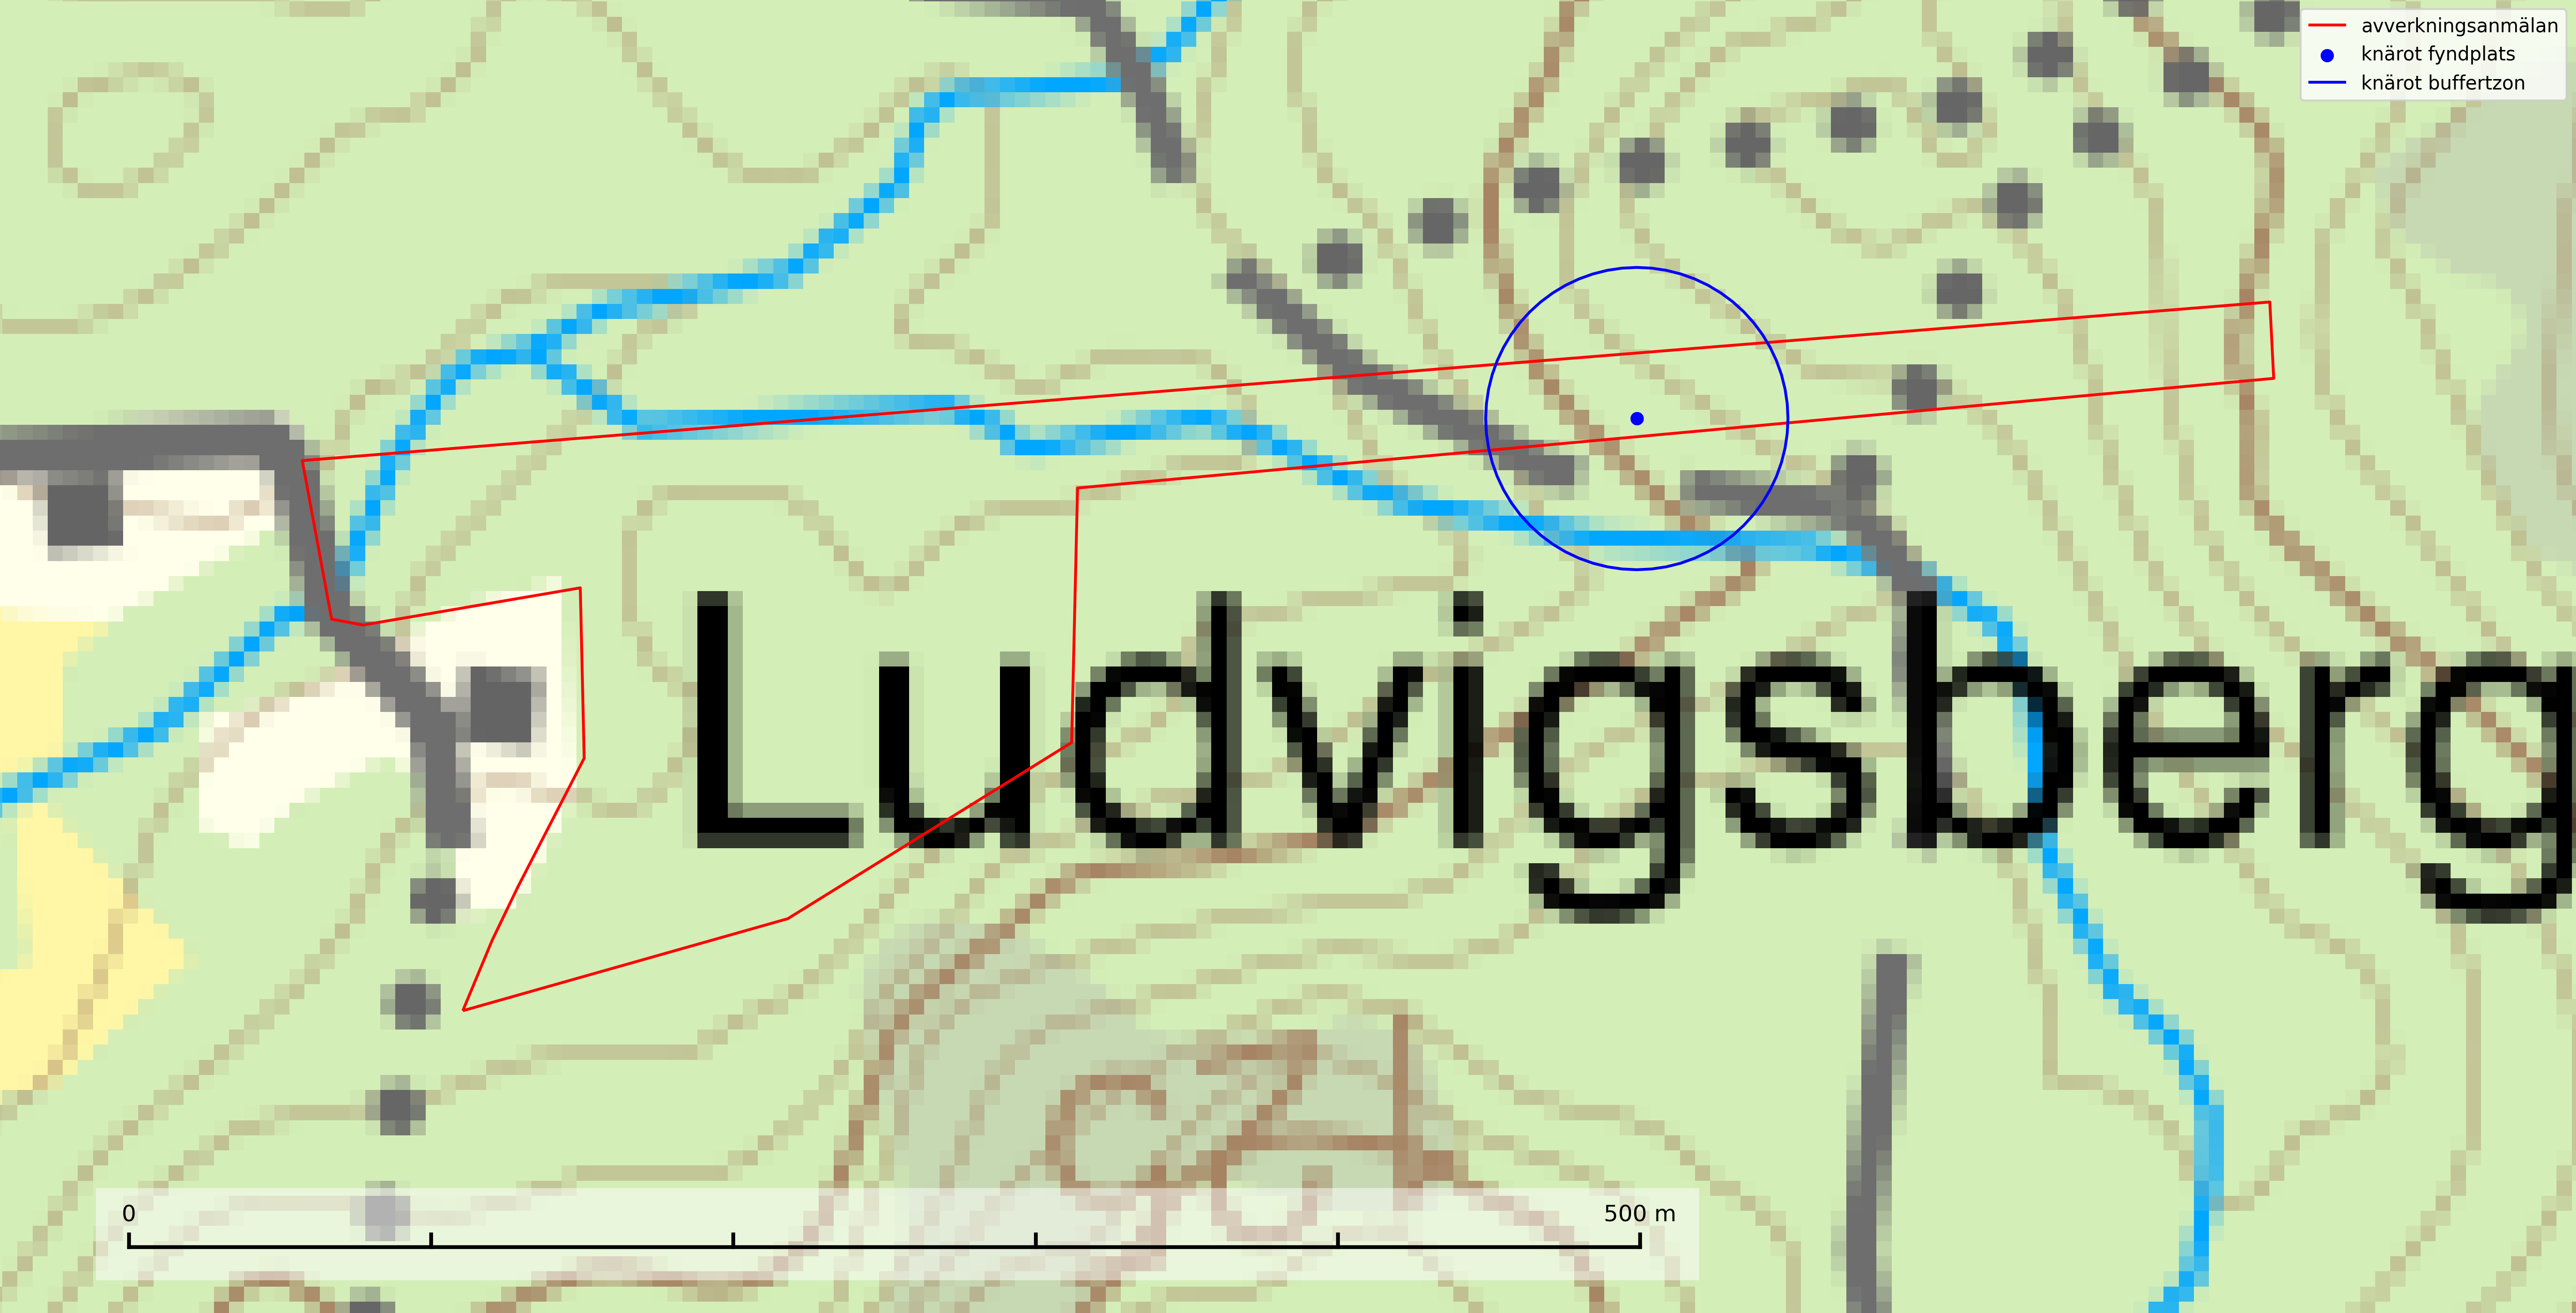 avverkningsanmälan
knärot fyndplats
knärot buffertzon
Ludvigsberg
0 500 m